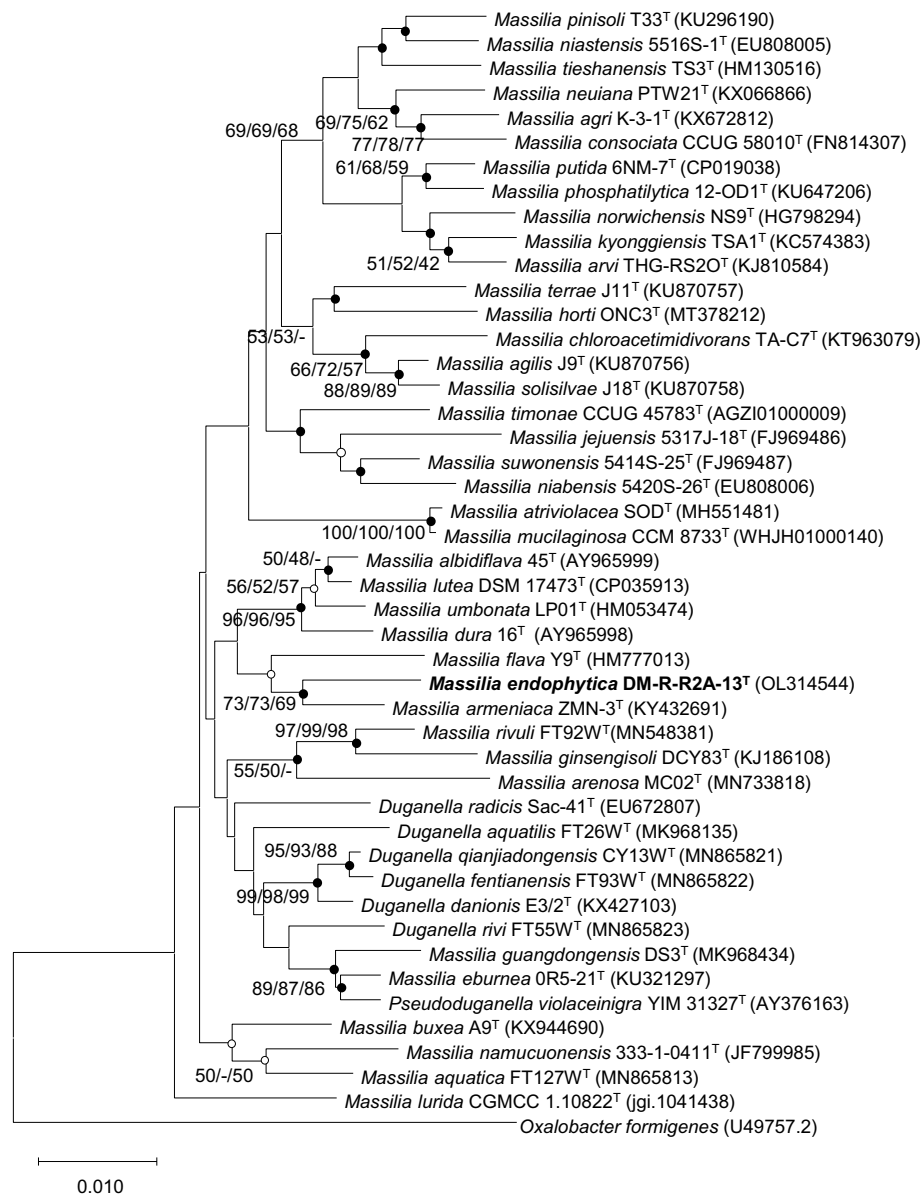 Massilia pinisoli T33ᵀ (KU296190)
Massilia niastensis 5516S-1ᵀ (EU808005)
Massilia tieshanensis TS3ᵀ (HM130516)
Massilia neuiana PTW21ᵀ (KX066866)
69/75/62
Massilia agri K-3-1ᵀ (KX672812)
69/69/68
77/78/77
Massilia consociata CCUG 58010ᵀ (FN814307)
61/68/59
Massilia putida 6NM-7ᵀ (CP019038)
Massilia phosphatilytica 12-OD1ᵀ (KU647206)
Massilia norwichensis NS9ᵀ (HG798294)
Massilia kyonggiensis TSA1ᵀ (KC574383)
51/52/42
Massilia arvi THG-RS2Oᵀ (KJ810584)
Massilia terrae J11ᵀ (KU870757)
Massilia horti ONC3ᵀ (MT378212)
53/53/-
Massilia chloroacetimidivorans TA-C7ᵀ (KT963079)
66/72/57
Massilia agilis J9ᵀ (KU870756)
88/89/89
Massilia solisilvae J18ᵀ (KU870758)
Massilia timonae CCUG 45783ᵀ (AGZI01000009)
Massilia jejuensis 5317J-18ᵀ (FJ969486)
Massilia suwonensis 5414S-25ᵀ (FJ969487)
Massilia niabensis 5420S-26ᵀ (EU808006)
Massilia atriviolacea SODᵀ (MH551481)
100/100/100
Massilia mucilaginosa CCM 8733ᵀ (WHJH01000140)
50/48/-
Massilia albidiflava 45ᵀ (AY965999)
56/52/57
Massilia lutea DSM 17473ᵀ (CP035913)
96/96/95
Massilia umbonata LP01ᵀ (HM053474)
Massilia dura 16ᵀ (AY965998)
Massilia flava Y9ᵀ (HM777013)
Massilia endophytica DM-R-R2A-13ᵀ (OL314544)
73/73/69
Massilia armeniaca ZMN-3ᵀ (KY432691)
97/99/98
Massilia rivuli FT92Wᵀ(MN548381)
Massilia ginsengisoli DCY83ᵀ (KJ186108)
55/50/-
Massilia arenosa MC02ᵀ (MN733818)
Duganella radicis Sac-41ᵀ (EU672807)
Duganella aquatilis FT26Wᵀ (MK968135)
95/93/88
Duganella qianjiadongensis CY13Wᵀ (MN865821)
Duganella fentianensis FT93Wᵀ (MN865822)
99/98/99
Duganella danionis E3/2ᵀ (KX427103)
Duganella rivi FT55Wᵀ (MN865823)
Massilia guangdongensis DS3ᵀ (MK968434)
Massilia eburnea 0R5-21ᵀ (KU321297)
89/87/86
Pseudoduganella violaceinigra YIM 31327ᵀ (AY376163)
Massilia buxea A9ᵀ (KX944690)
Massilia namucuonensis 333-1-0411ᵀ (JF799985)
50/-/50
Massilia aquatica FT127Wᵀ (MN865813)
Massilia lurida CGMCC 1.10822ᵀ (jgi.1041438)
Oxalobacter formigenes (U49757.2)
0.010